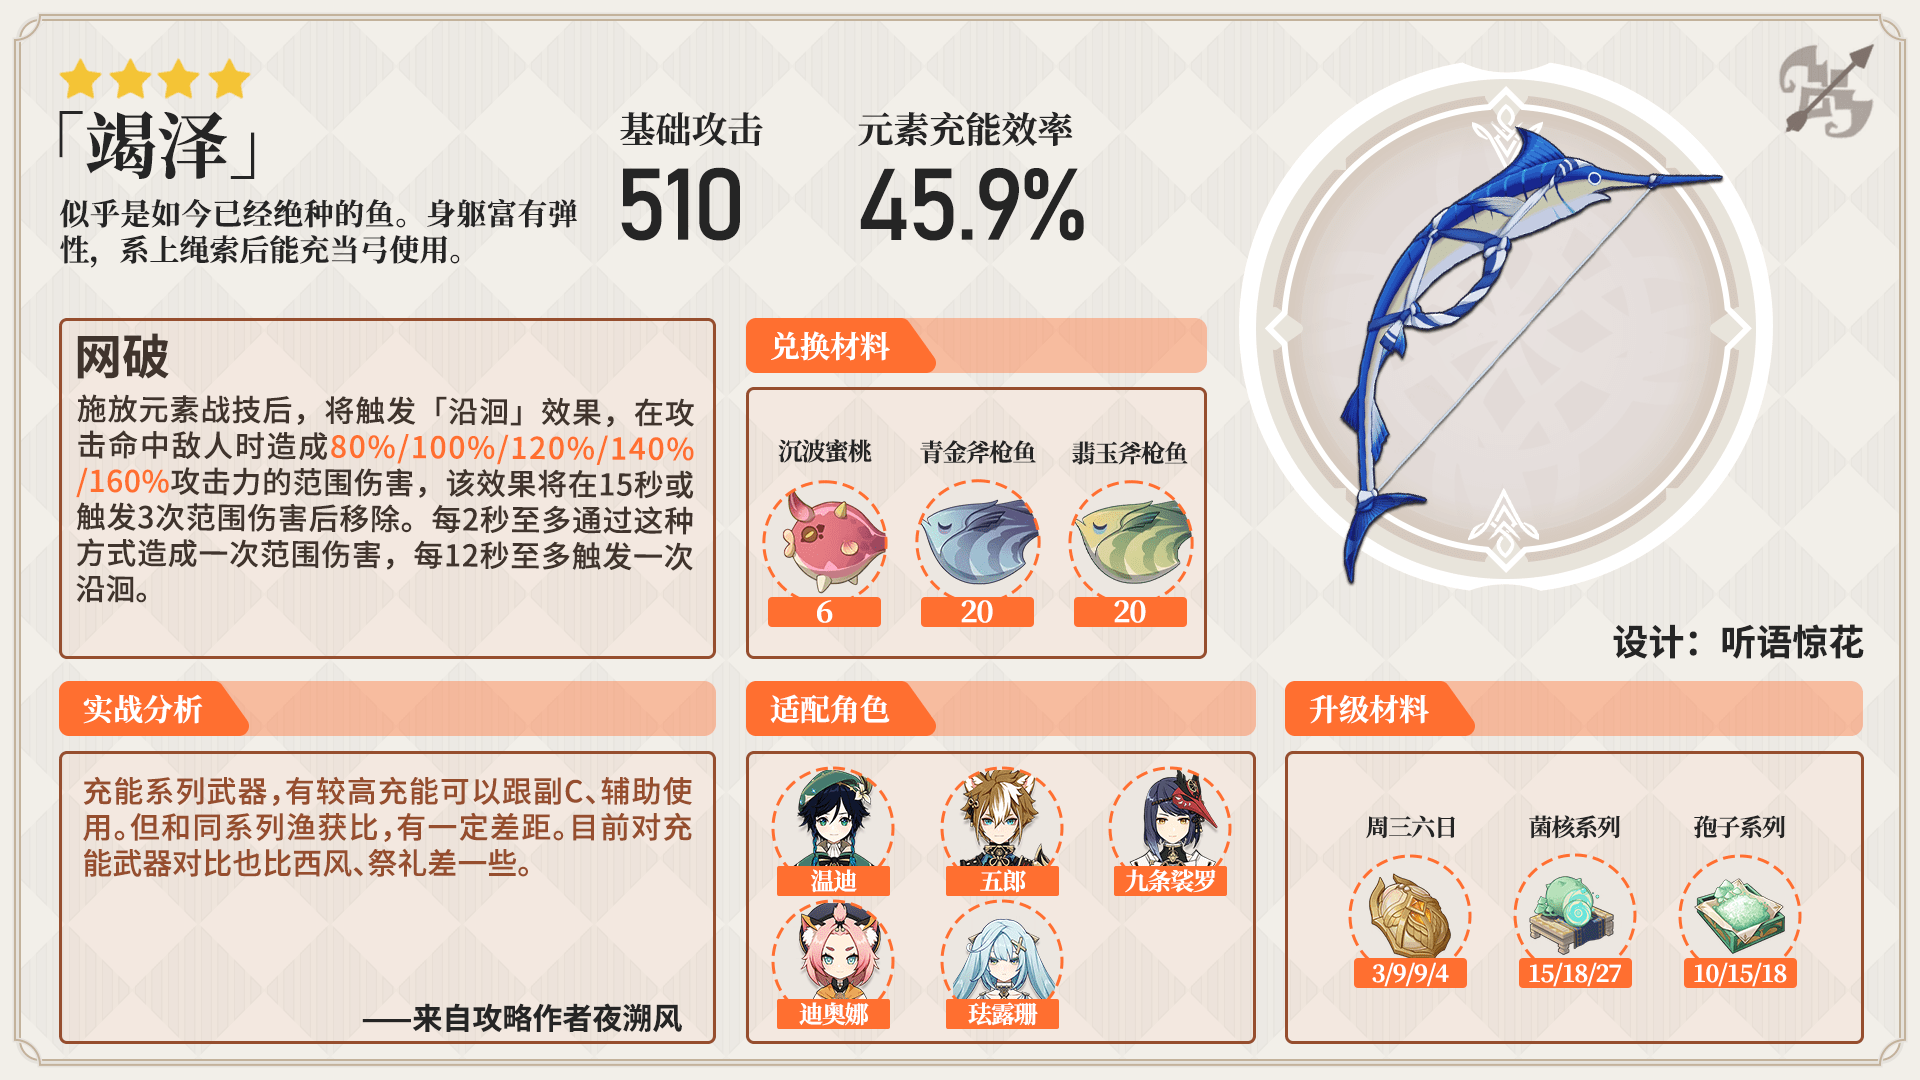 「竭泽」
似乎是如今已经绝种的鱼。身躯富有弹
性，系上绳索后能充当弓使用。
基础攻击
510
元素充能效率
45.9%
网破
施放元素战技后，将触发「沿洄」效果，在攻
击命中敌人时造成80%/100%/120%/140%
/160%攻击力的范围伤害，该效果将在15秒或
触发3次范围伤害后移除。每2秒至多通过这种
方式造成一次范围伤害，每12秒至多触发一次
沿洄。
兑换材料
沉波蜜桃
青金斧枪鱼
翡玉斧枪鱼
6
20
20
设计：听语惊花
实战分析
充能系列武器，有较高充能可以跟副C、辅助使
用。但和同系列渔获比，有一定差距。目前对充
能武器对比也比西风、祭礼差一些。
——来自攻略作者夜溯风
适配角色
温迪
五郎
九条裟罗
迪奥娜
珐露珊
升级材料
周三六日
菌核系列
孢子系列
3/9/9/4
15/18/27
10/15/18